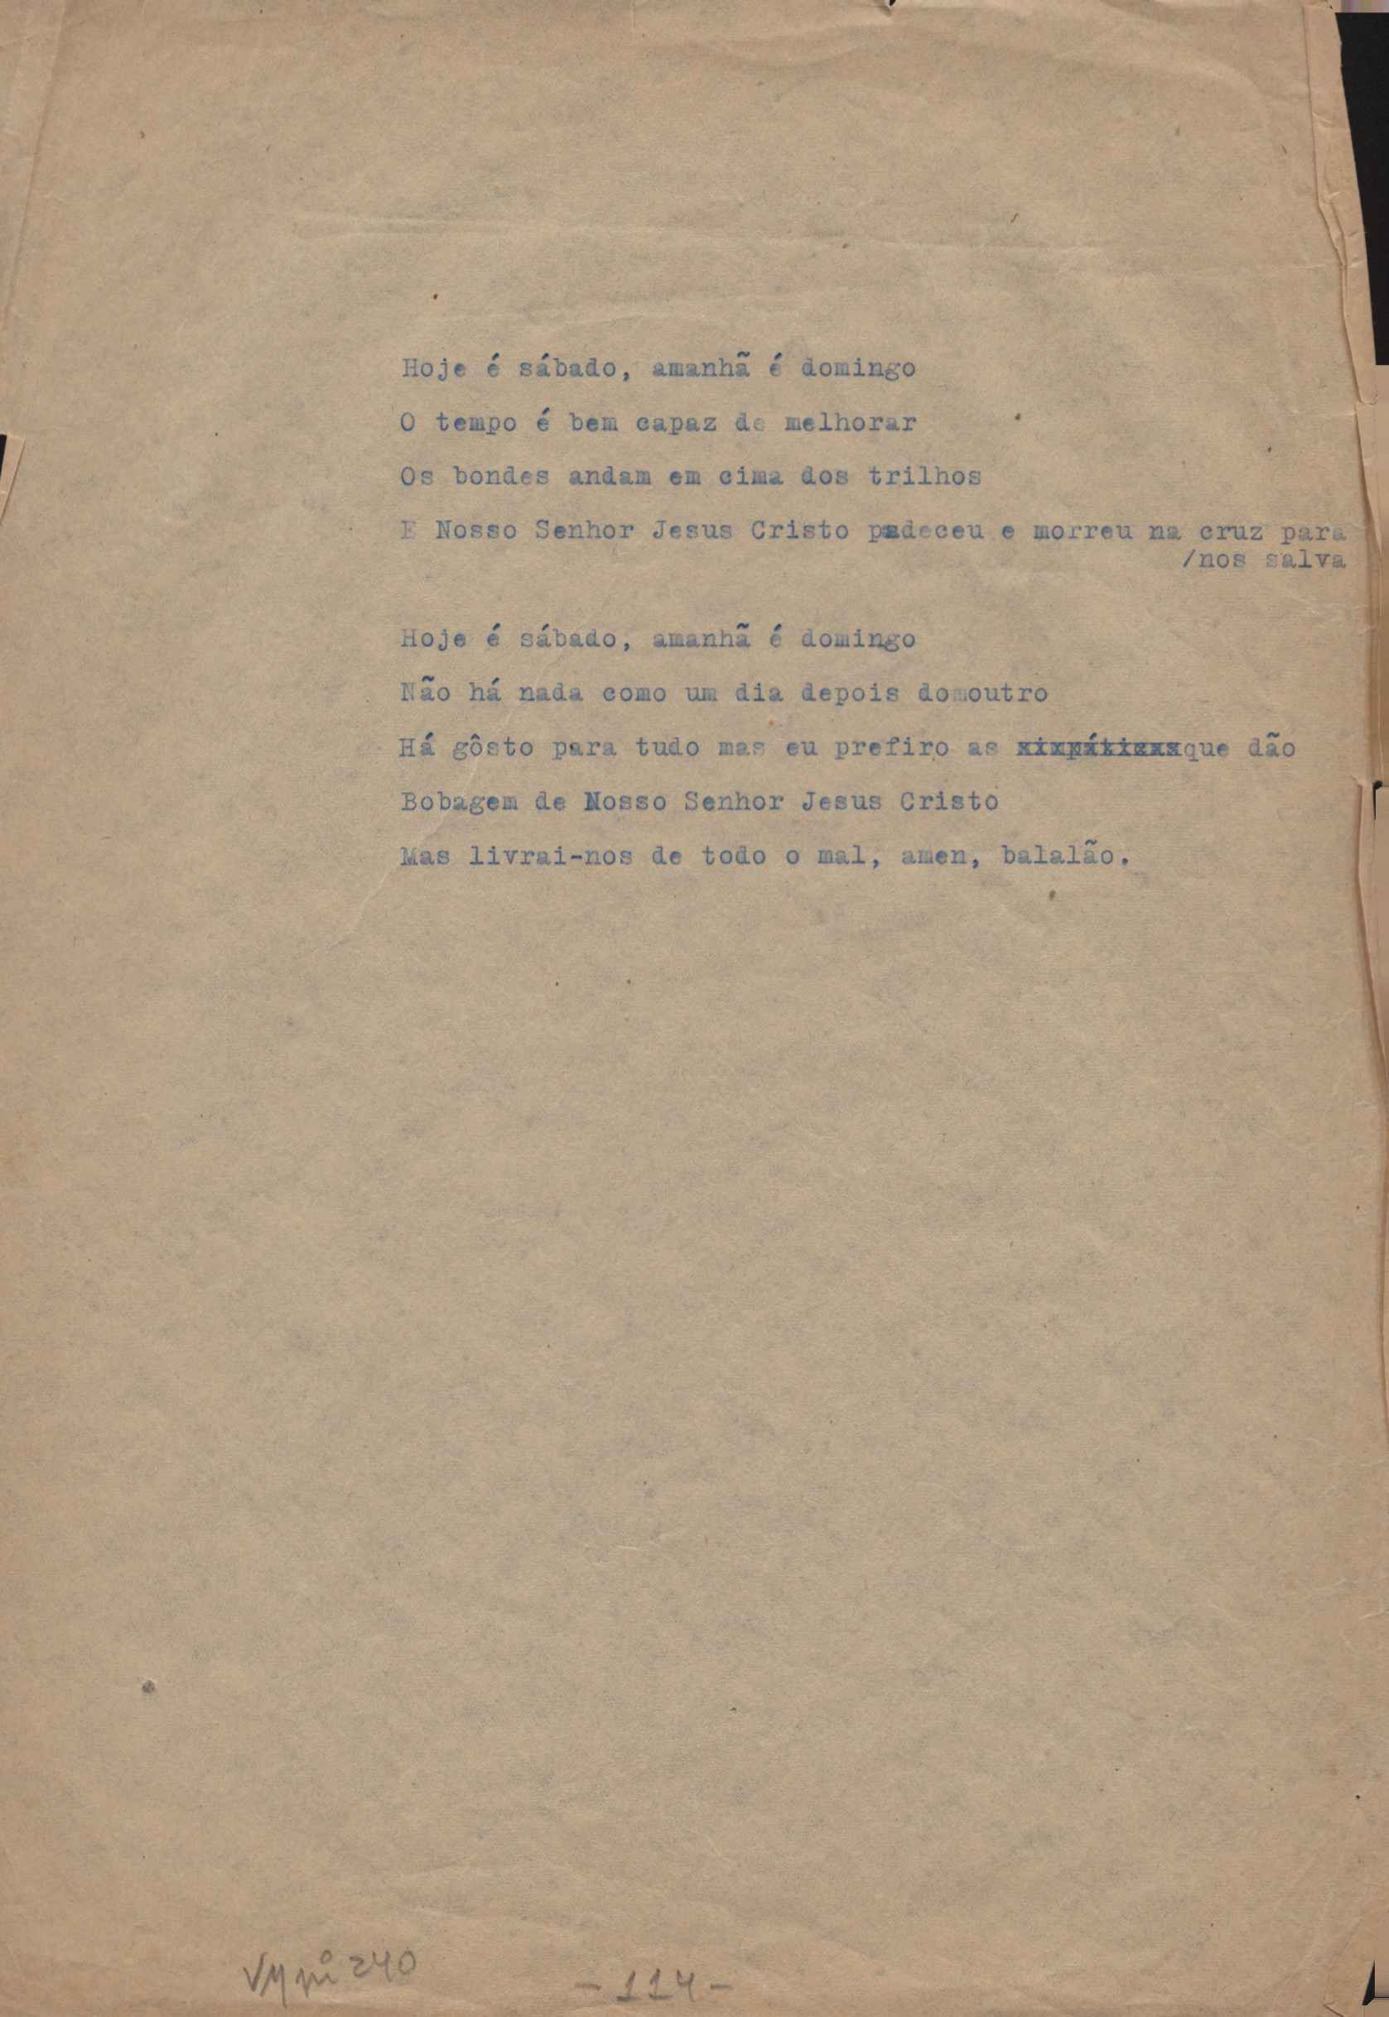 Hoje é sábado, amanhã é domingo
O tempo é bem capaz de melhorar
Os bondes andam em cima dos trilhos
E Nosso Senhor Jesus Cristo padeceu e morreu na cruz para
/nos salva
Hoje é sábado, amanhã é domingo
Não há nada como um dia depois do outro
Há gôsto para tudo mas eu prefiro as que dão
Bobagem de Nosso Senhor Jesus Cristo
Mas livrai-nos de todo o mal, amen, balalão.
240
- 114 -